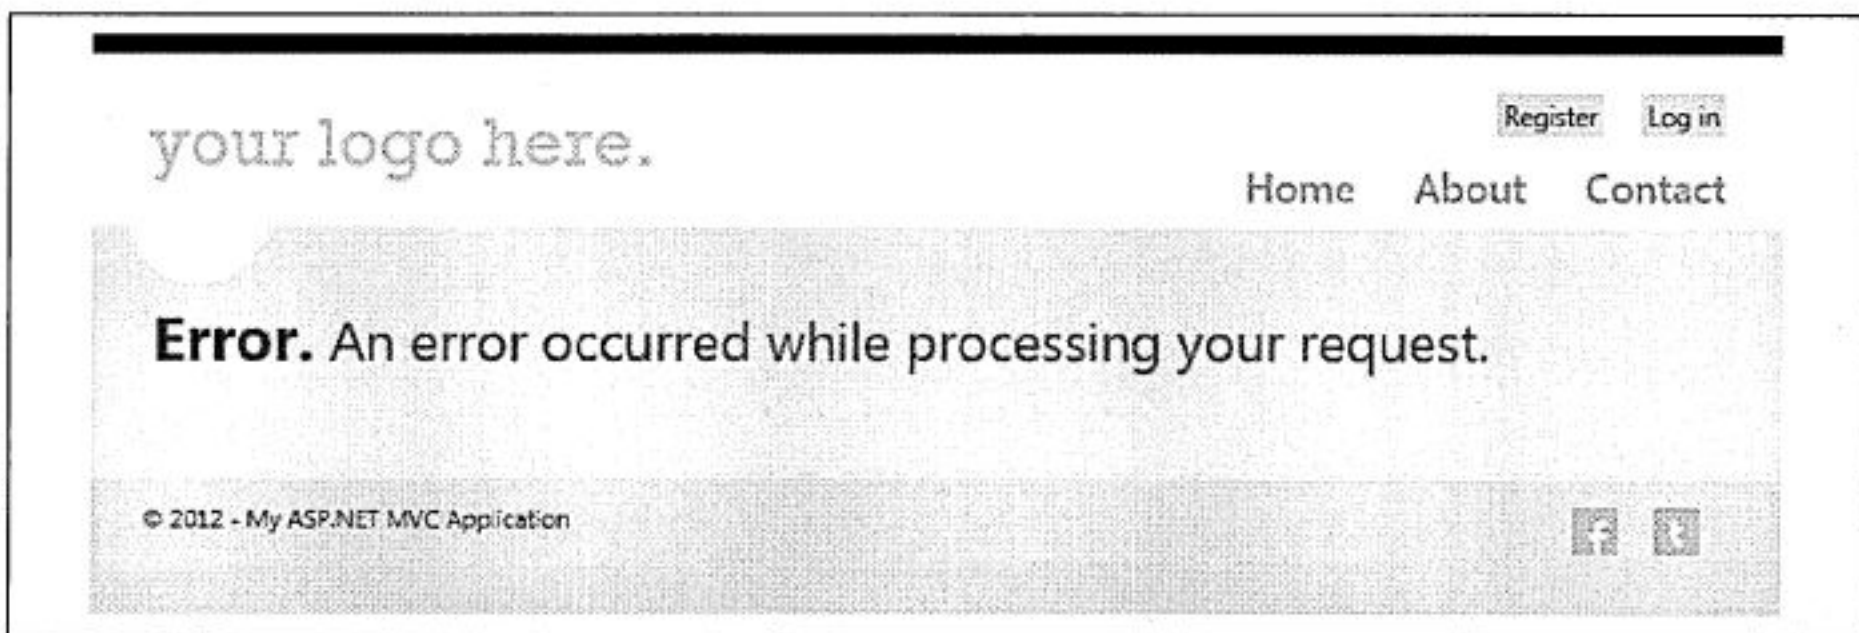 Register Log in
your logo here.
Home About Contact
Error. An error occurred while processing your request.
© 2012 - My ASP.NET MVC Application
f t